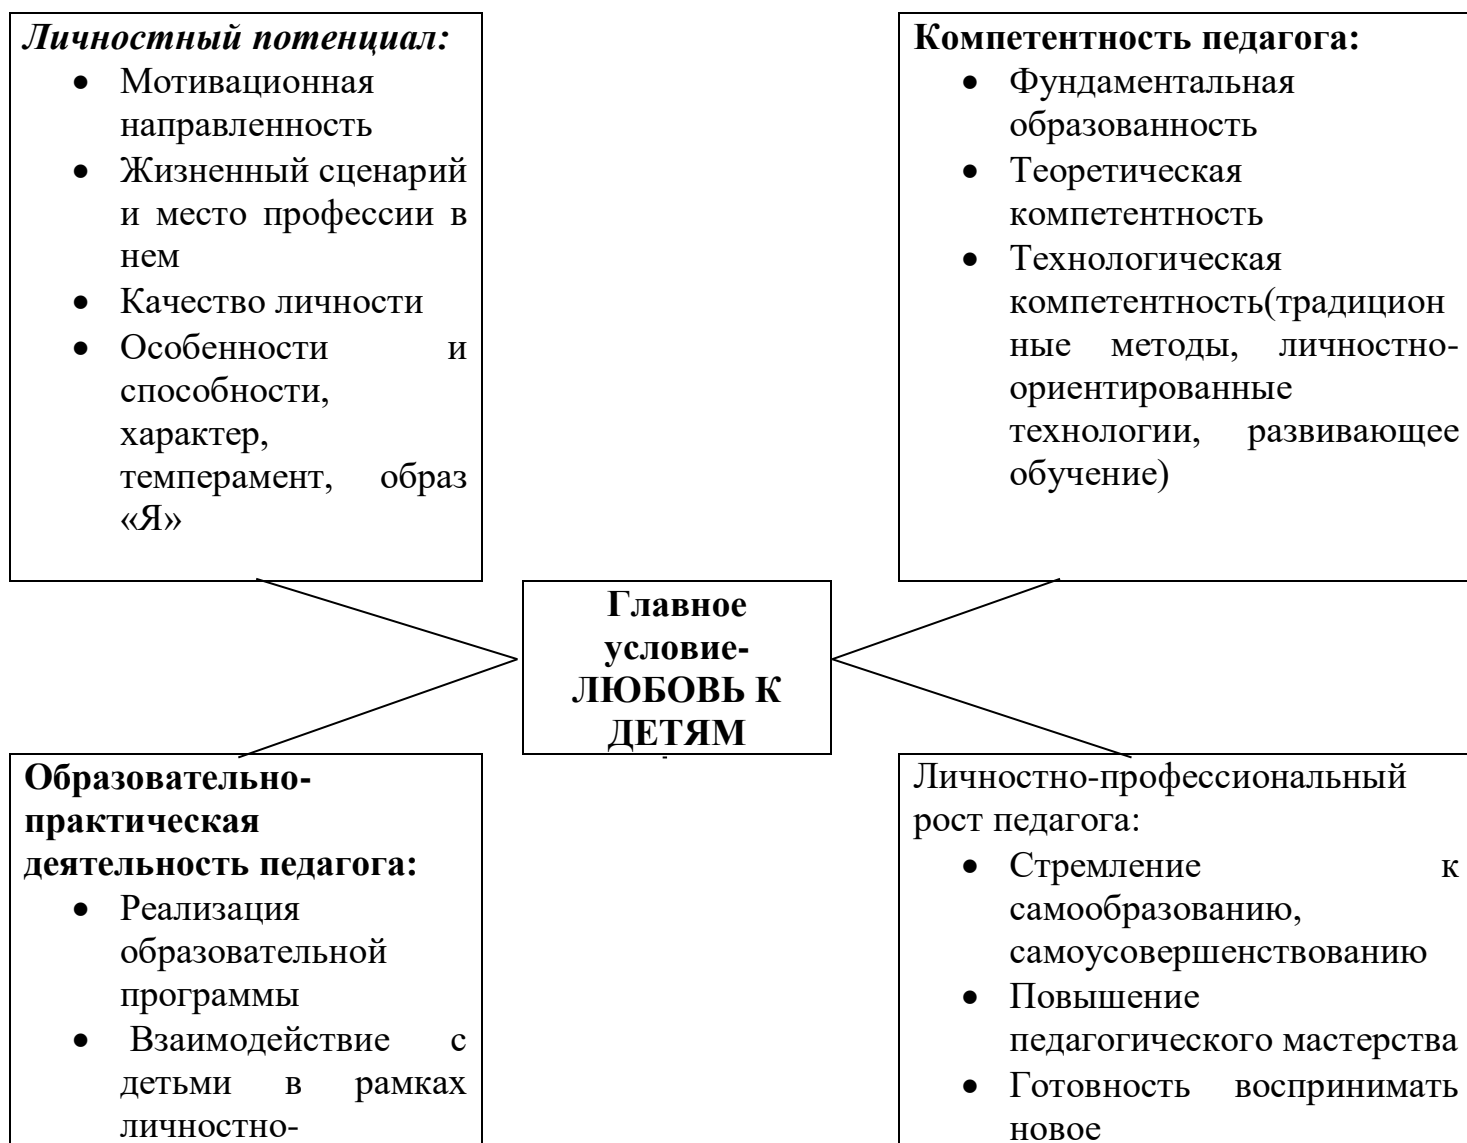 Личностный потенциал:
• Мотивационная
направленность
• Жизненный сценарий
и место профессии в
нем
• Качество личности
• Особенности и
способности,
характер,
темперамент, образ
«Я»
Компетентность педагога:
• Фундаментальная
образованность
• Теоретическая
компетентность
• Технологическая
компетентность(традицион
ные методы, личностно-
ориентированные
технологии, развивающее
обучение)
Главное
условие-
ЛЮБОВЬ К
ДЕТЯМ
Образовательно-
практическая
деятельность педагога:
• Реализация
образовательной
программы
• Взаимодействие с
детьми в рамках
личностно-
Личностно-профессиональный
рост педагога:
• Стремление к
самообразованию,
самоусовершенствованию
• Повышение
педагогического мастерства
• Готовность воспринимать
новое